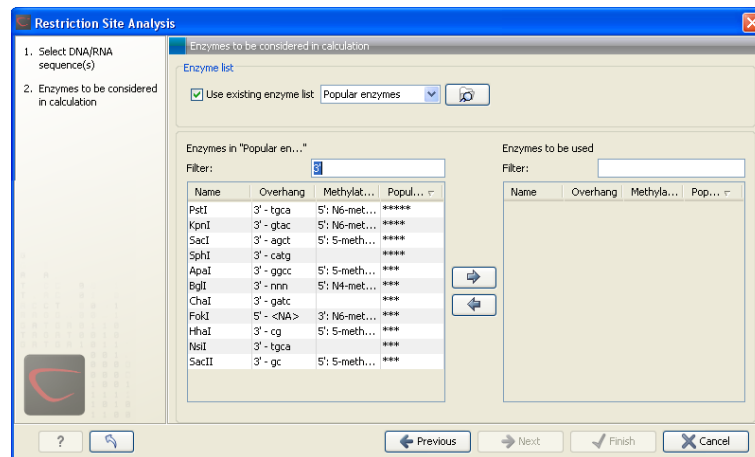 Restriction Site Analysis
1. Select DNA/RNA
sequence(s)
2. Enzymes to be considered
in calculation
Enzymes to be considered in calculation
Enzyme list
Use existing enzyme list Popular enzymes
Enzymes in "Popular en..."
Filter: 3'
Name Overhang Methylat... Popul...
PstI 3' - tgca 5': N6-met... *****
KpnI 3' - gtac 5': N6-met... ****
SacI 3' - agct 5': 5-meth... ****
SphI 3' - catg ****
ApaI 3' - ggcc 5': 5-meth... ***
BglI 3' - nnn 5': N4-met... ***
ChaI 3' - gatc ***
FokI 5' - <NA> 3': N6-met... ***
HhaI 3' - cg 5': 5-meth... ***
NsiI 3' - tgca ***
SacII 3' - gc 5': 5-meth... ***
Enzymes to be used
Filter:
Name Overhang Methyla... Pop...
? Previous Next Finish Cancel